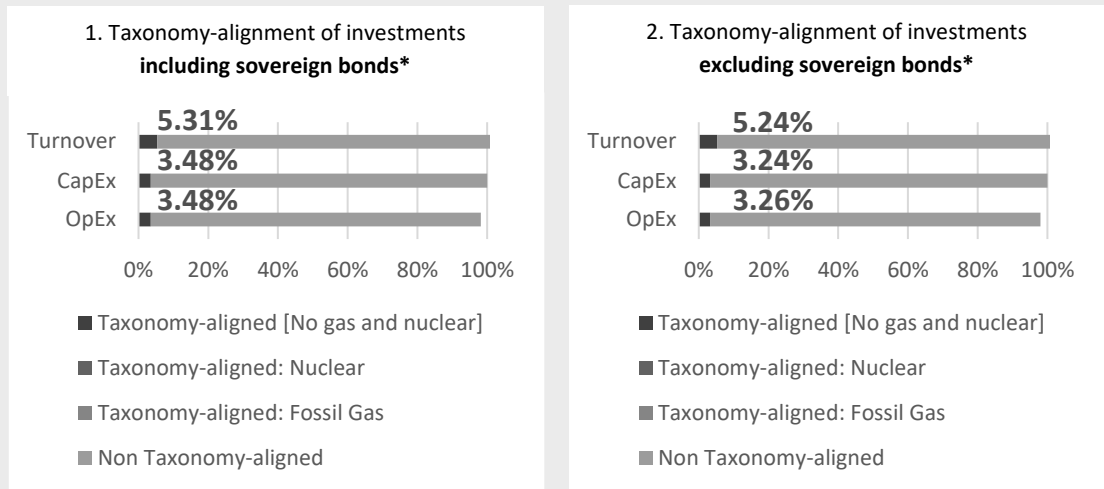 1. Taxonomy-alignment of investments
including sovereign bonds*
5.31%
Turnover
3.48%
CapEx
3.48%
OpEx
0% 20% 40% 60% 80% 100%
Taxonomy-aligned [No gas and nuclear]
Taxonomy-aligned: Nuclear
Taxonomy-aligned: Fossil Gas
Non Taxonomy-aligned
2. Taxonomy-alignment of investments
excluding sovereign bonds*
5.24%
Turnover
3.24%
CapEx
3.26%
OpEx
0% 20% 40% 60% 80% 100%
Taxonomy-aligned [No gas and nuclear]
Taxonomy-aligned: Nuclear
Taxonomy-aligned: Fossil Gas
Non Taxonomy-aligned